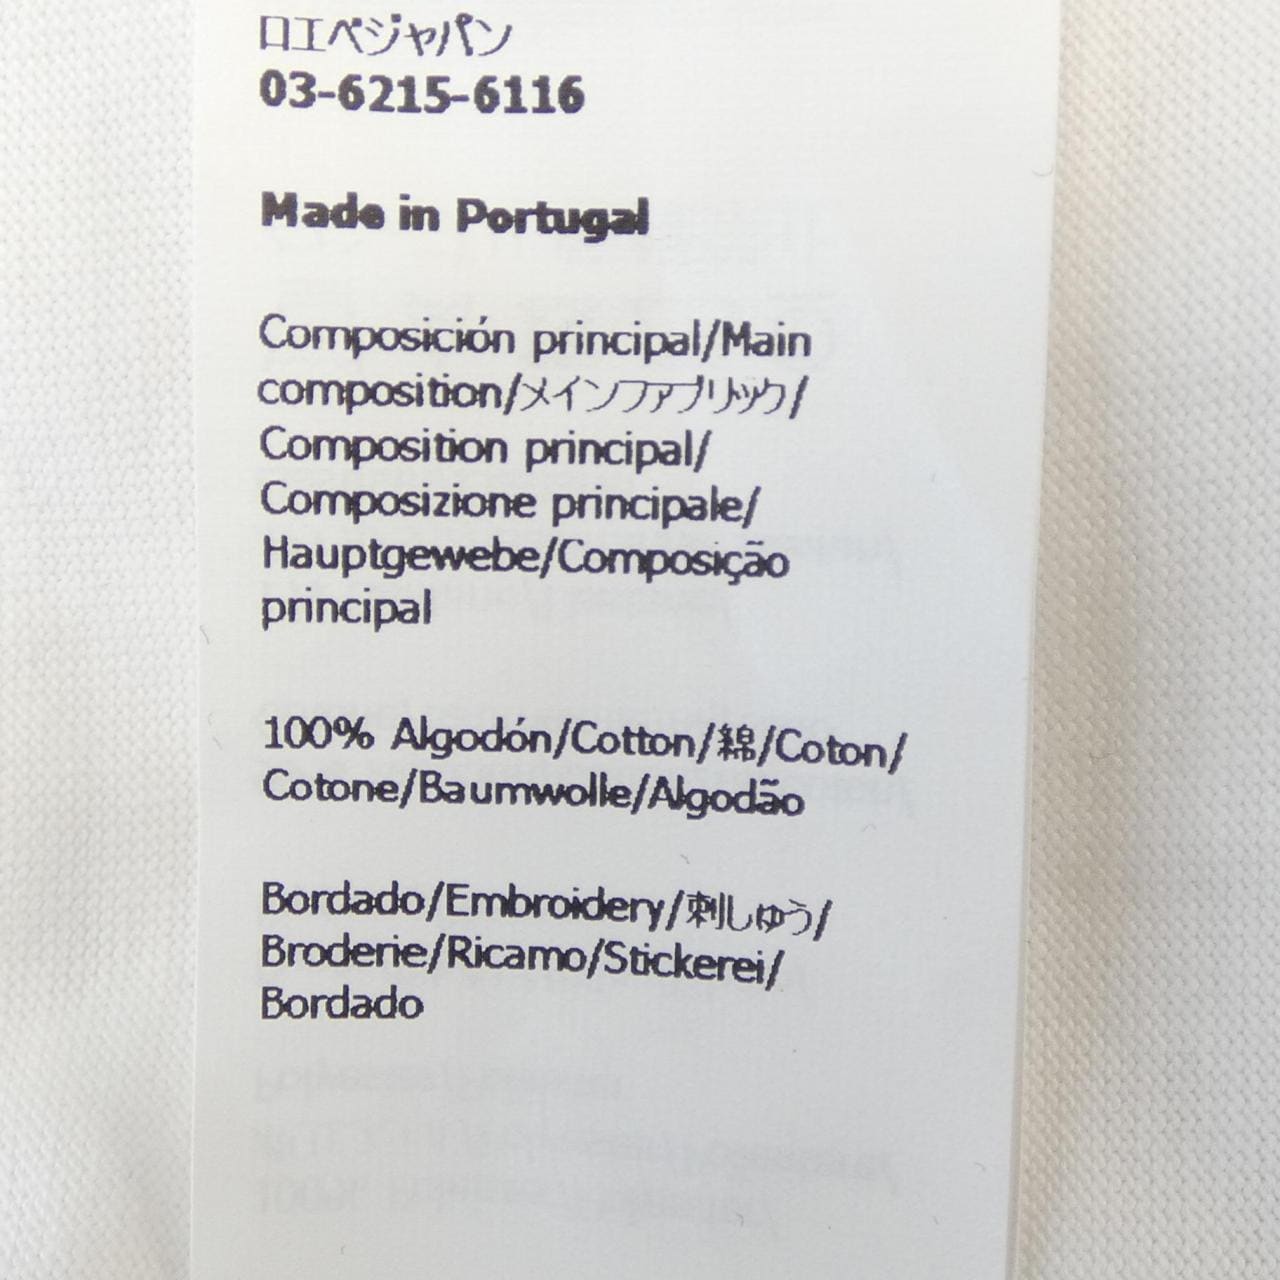 ロエベジャパン
03-6215-6116
Made in Portugal
Composición principal/Main
composition/メインファブリック/
Composition principal/
Composizione principale/
Hauptgewebe/Composição
principal
100% Algodón/Cotton/綿/Coton/
Cotone/Baumwolle/Algodão
Bordado/Embroidery/刺しゅう/
Broderie/Ricamo/Stickerei/
Bordado